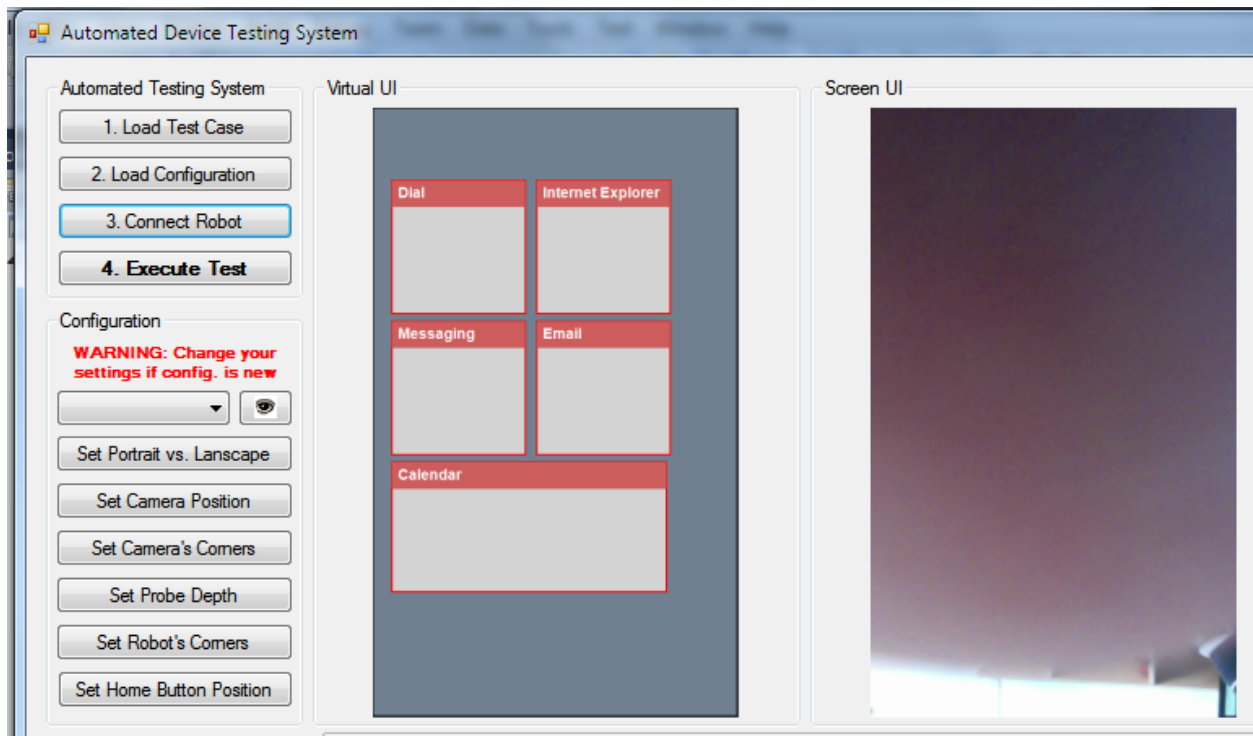 Automated Device Testing System
Automated Testing System
1. Load Test Case
2. Load Configuration
3. Connect Robot
4. Execute Test
Configuration
WARNING: Change your
settings if config. is new
Set Portrait vs. Lanscape
Set Camera Position
Set Camera's Corners
Set Probe Depth
Set Robot's Corners
Set Home Button Position
Virtual UI
Dial
Internet Explorer
Messaging
Email
Calendar
Screen UI